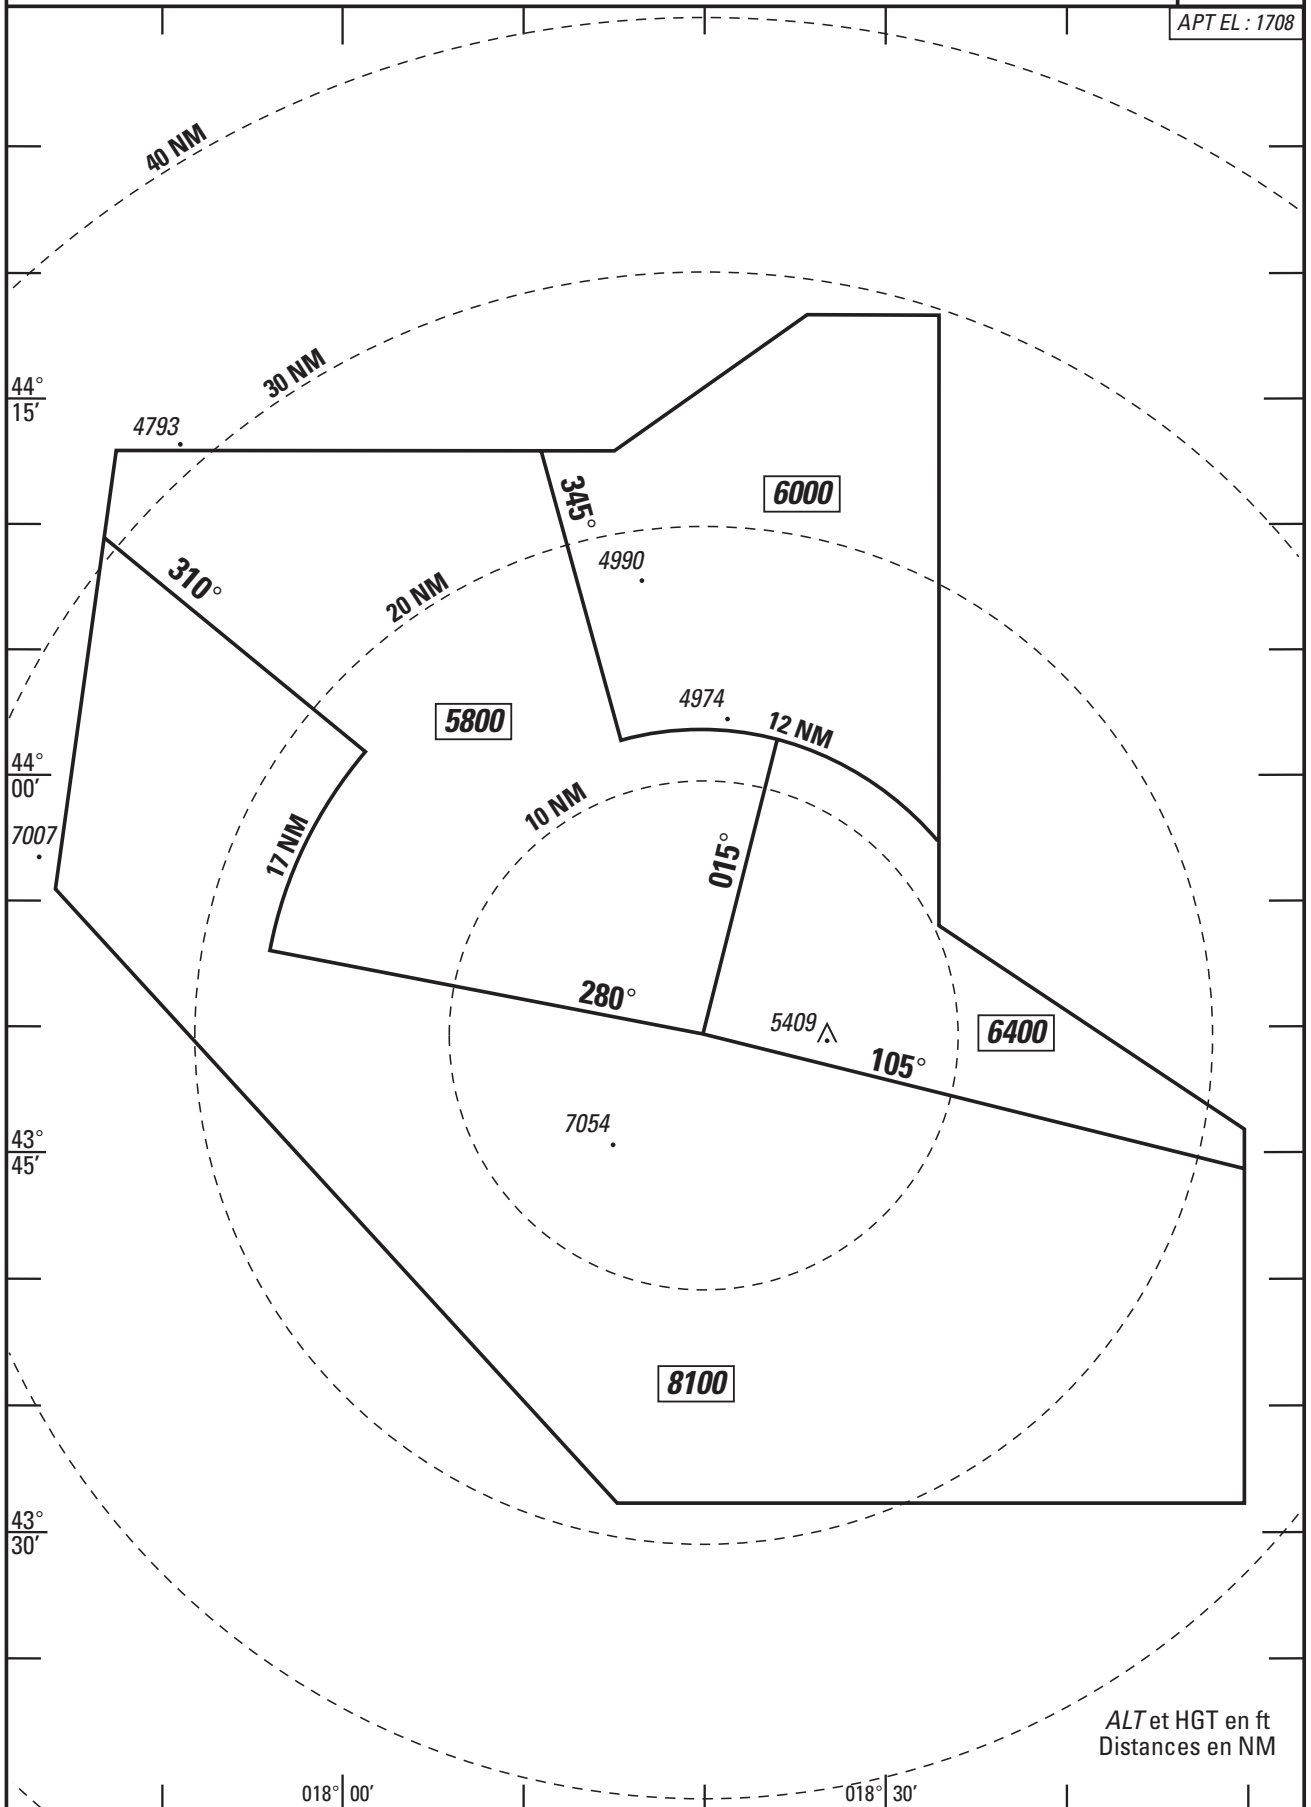 APT EL : 1708
40 NM
30 NM
44°
15'
4793
345°
6000
4990
310°
20 NM
4974
5800
12 NM
44°
00'
10 NM
7007
17 NM
015°
280°
5409
6400
105°
7054
43°
45'
8100
43°
30'
ALT et HGT en ft
Distances en NM
018° 00'
018° 30'